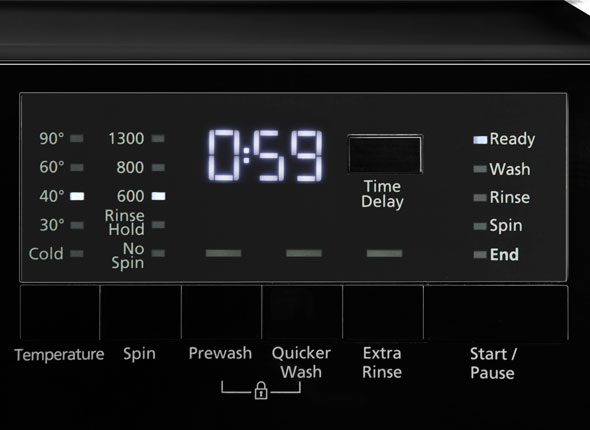 90° 1300 Ready
60° 800 0:59 Wash
40° 600 Time Rinse
Delay
30° Rinse Spin
Hold
Cold No End
Spin
Temperature Spin Prewash Quicker Extra Start /
Wash Rinse Pause